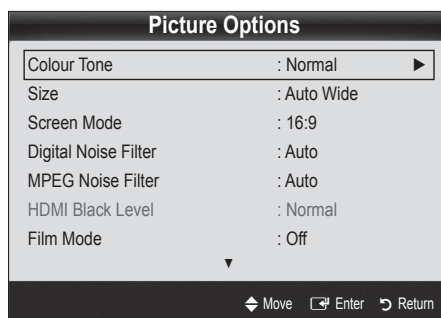 Picture Options
Colour Tone : Normal ►
Size : Auto Wide
Screen Mode : 16:9
Digital Noise Filter : Auto
MPEG Noise Filter : Auto
HDMI Black Level : Normal
Film Mode : Off
▼
Move Enter Return